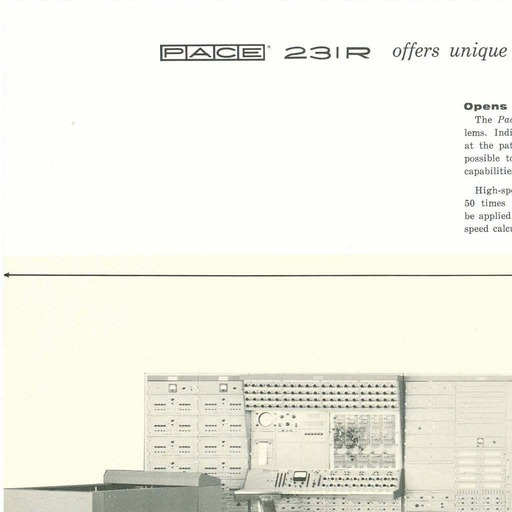 PACE® 231R offers unique
Opens
The Pac
lems. Indi
at the pat
possible to
capabilitie
High-spe
50 times
be applied
speed calcu